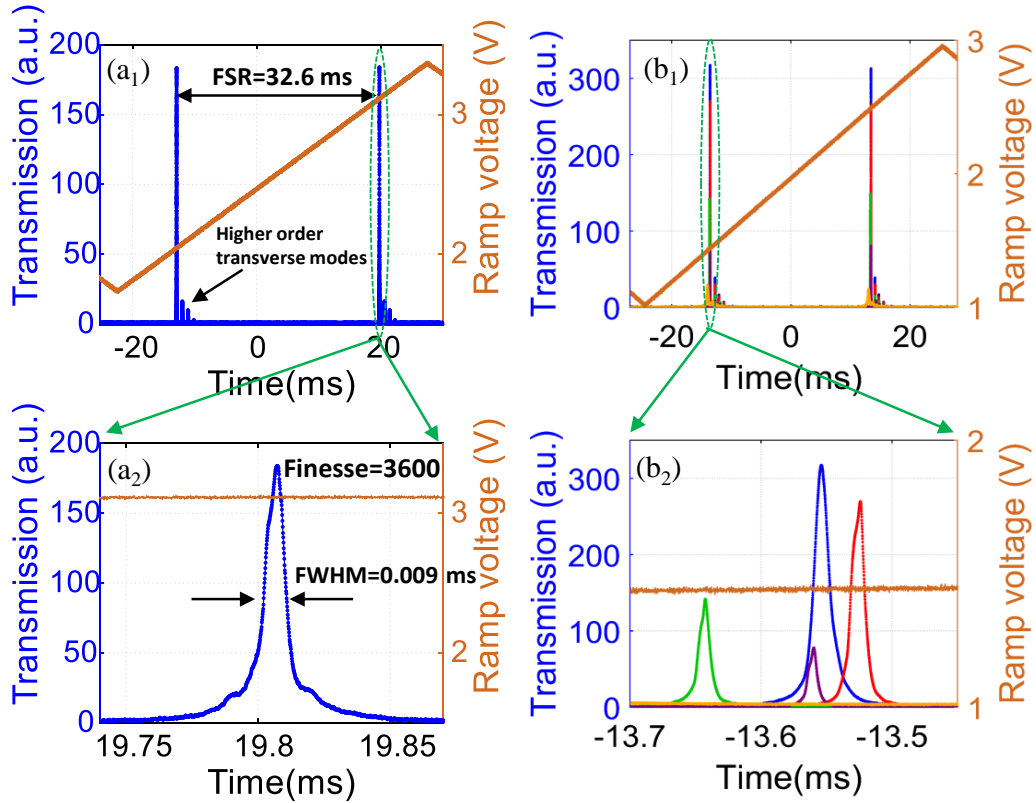 (a1)
FSR=32.6 ms
Higher order
transverse modes
Transmission (a.u.)
200
150
100
50
0
-20
0
20
Time(ms)
Ramp voltage (V)
3
2
(b1)
Transmission (a.u.)
300
200
100
0
-20
0
20
Time(ms)
Ramp voltage (V)
3
2
1
(a2)
Finesse=3600
FWHM=0.009 ms
Transmission (a.u.)
200
150
100
50
0
19.75
19.8
19.85
Time(ms)
Ramp voltage (V)
3
2
(b2)
Transmission (a.u.)
300
200
100
0
-13.7
-13.6
-13.5
Time(ms)
Ramp voltage (V)
2
1